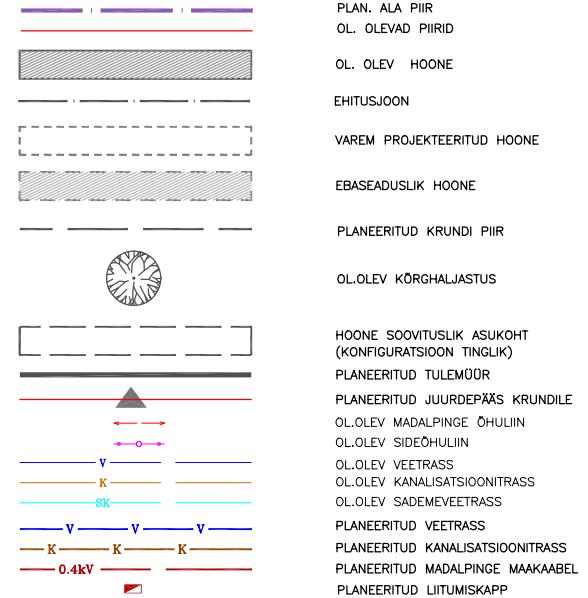 PLAN. ALA PIIR
OL. OLEVAD PIIRID
OL. OLEV HOONE
EHITUSJOON
VAREM PROJEKTEERITUD HOONE
EBASEADUSLIK HOONE
PLANEERITUD KRUNDI PIIR
OL.OLEV KÕRGHALJASTUS
HOONE SOOVITUSLIK ASUKOHT
(KONFIGURATSIOON TINGLIK)
PLANEERITUD TULEMÜÜR
PLANEERITUD JUURDEPÄÄS KRUNDILE
OL.OLEV MADALPINGE ÕHULIIN
OL.OLEV SIDEÕHULIIN
V OL.OLEV VEETRASS
K OL.OLEV KANALISATSIOONITRASS
SK OL.OLEV SADEMEVEETRASS
V V V PLANEERITUD VEETRASS
K K K PLANEERITUD KANALISATSIOONITRASS
0.4kV PLANEERITUD MADALPINGE MAAKAABEL
PLANEERITUD LIITUMISKAPP